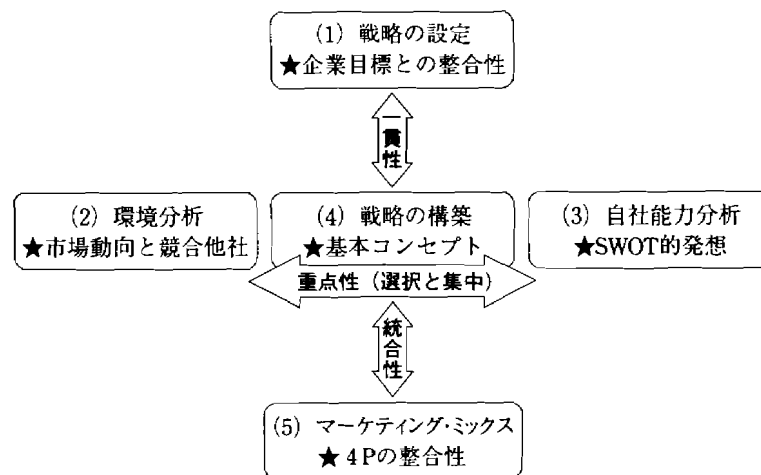 (1) 戦略の設定
★企業目標との整合性
一貫性
(2) 環境分析
★市場動向と競合他社
(4) 戦略の構築
★基本コンセプト
(3) 自社能力分析
★SWOT的発想
重点性（選択と集中）
統合性
(5) マーケティング・ミックス
★ 4Pの整合性